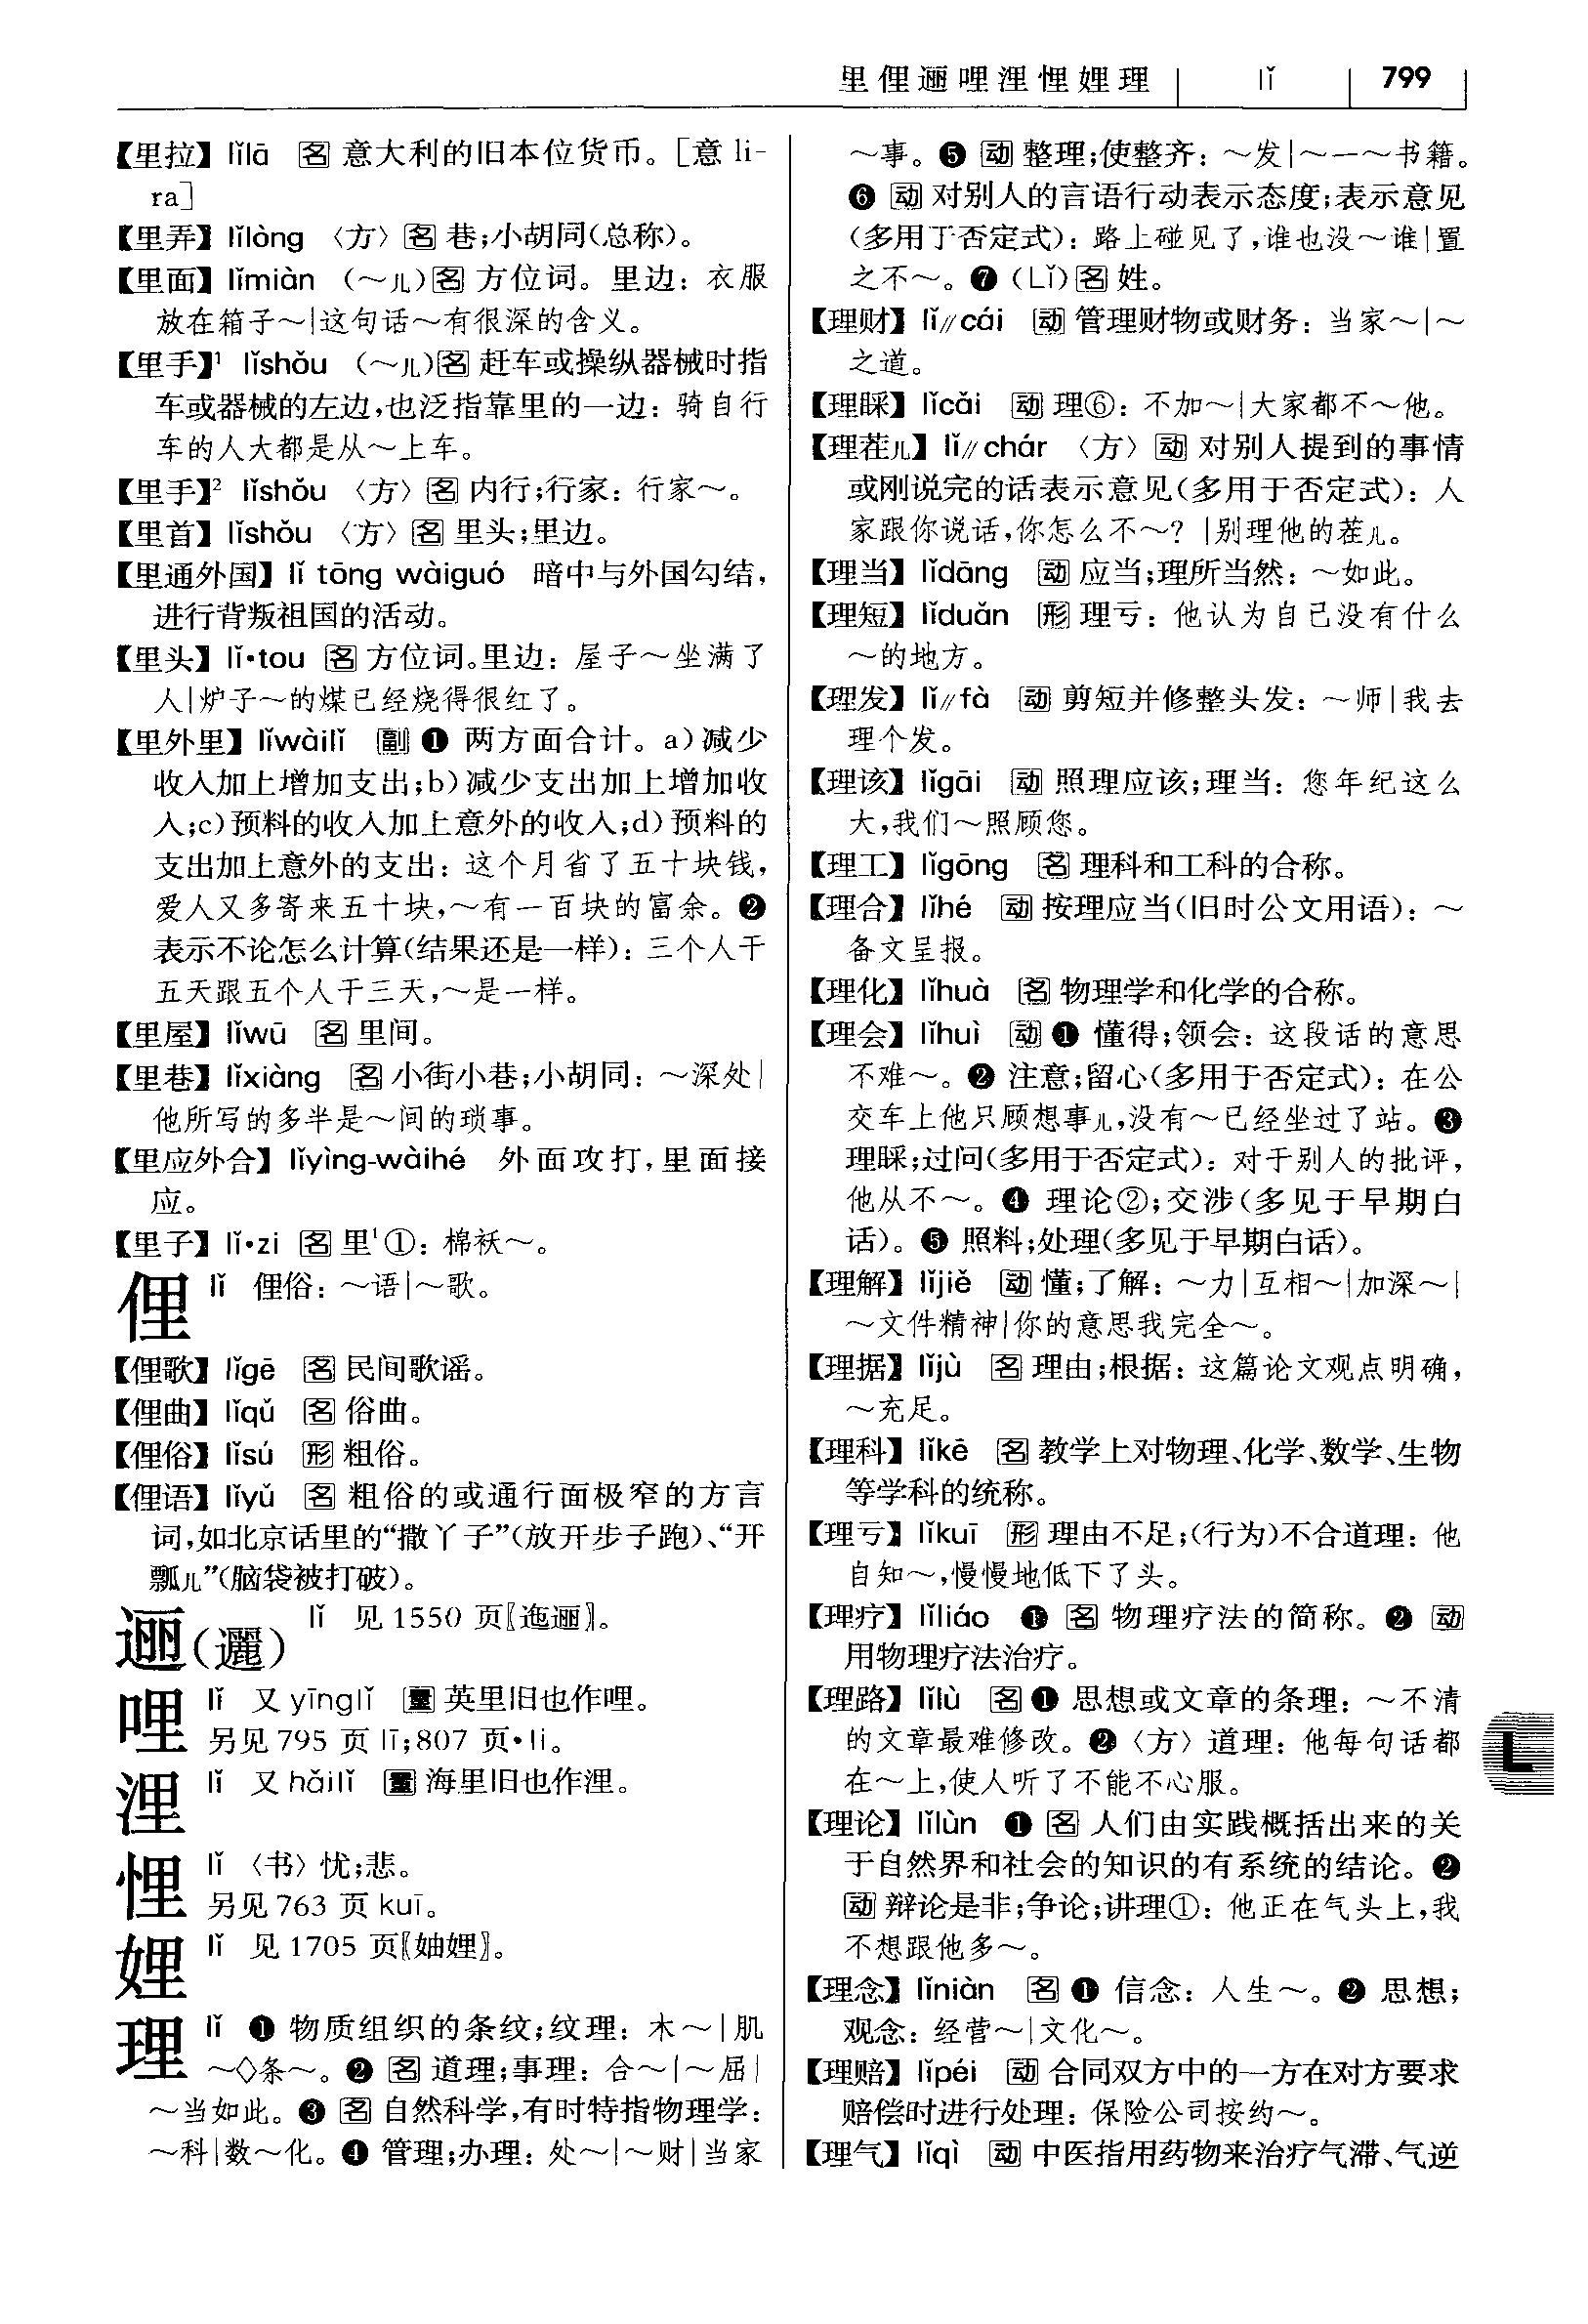 里俚逦哩浬悝娌理 lǐ 799
【里拉】lǐlā 名 意大利的旧本位货币。[意 li-
ra]
【里弄】lǐlòng 〈方〉名 巷;小胡同(总称)。
【里面】lǐmiàn (～儿)名 方位词。里边: 衣服
放在箱子～|这句话～有很深的含义。
【里手】¹ lǐshǒu (～儿)名 赶车或操纵器械时指
车或器械的左边,也泛指靠里的一边: 骑自行
车的人大都是从～上车。
【里手】² lǐshǒu 〈方〉名 内行;行家: 行家～。
【里首】lǐshǒu 〈方〉名 里头;里边。
【里通外国】lǐ tōng wàiguó 暗中与外国勾结,
进行背叛祖国的活动。
【里头】lǐ•tou 名 方位词。里边: 屋子～坐满了
人|炉子～的煤已经烧得很红了。
【里外里】lǐwàilǐ 副 ❶ 两方面合计。a)减少
收入加上增加支出;b)减少支出加上增加收
入;c)预料的收入加上意外的收入;d)预料的
支出加上意外的支出: 这个月省了五十块钱,
爱人又多寄来五十块,～有一百块的富余。❷
表示不论怎么计算(结果还是一样): 三个人干
五天跟五个人干三天,～是一样。
【里屋】lǐwū 名 里间。
【里巷】lǐxiàng 名 小街小巷;小胡同: ～深处|
他所写的多半是～间的琐事。
【里应外合】lǐyìng-wàihé 外面攻打,里面接
应。
【里子】lǐ•zi 名 里¹①: 棉袄～。
俚 lǐ 俚俗: ～语|～歌。
【俚歌】lǐgē 名 民间歌谣。
【俚曲】lǐqǔ 名 俗曲。
【俚俗】lǐsú 形 粗俗。
【俚语】lǐyǔ 名 粗俗的或通行面极窄的方言
词,如北京话里的“撒丫子”(放开步子跑)、“开
瓢儿”(脑袋被打破)。
逦(邐) lǐ 见 1550 页〖迤逦〗。
哩 lǐ 又 yīnglǐ 量 英里旧也作哩。
另见 795 页 lī;807 页•li。
浬 lǐ 又 hǎilǐ 量 海里旧也作浬。
悝 lǐ 〈书〉忧;悲。
另见 763 页 kuī。
娌 lǐ 见 1705 页〖妯娌〗。
理 lǐ ❶ 物质组织的条纹;纹理: 木～|肌
～◇条～。❷ 名 道理;事理: 合～|～屈|
～当如此。❸ 名 自然科学,有时特指物理学:
～科|数～化。❹ 管理;办理: 处～|～财|当家
～事。❺ 动 整理;使整齐: ～发|～一～书籍。
❻ 动 对别人的言语行动表示态度;表示意见
(多用于否定式): 路上碰见了,谁也没～谁|置
之不～。❼ (Lǐ)名 姓。
【理财】lǐ//cái 动 管理财物或财务: 当家～|～
之道。
【理睬】lǐcǎi 动 理⑥: 不加～|大家都不～他。
【理茬儿】lǐ//chár 〈方〉动 对别人提到的事情
或刚说完的话表示意见(多用于否定式): 人
家跟你说话,你怎么不～? |别理他的茬儿。
【理当】lǐdāng 动 应当;理所当然: ～如此。
【理短】lǐduǎn 形 理亏: 他认为自己没有什么
～的地方。
【理发】lǐ//fà 动 剪短并修整头发: ～师|我去
理个发。
【理该】lǐgāi 动 照理应该;理当: 您年纪这么
大,我们～照顾您。
【理工】lǐgōng 名 理科和工科的合称。
【理合】lǐhé 动 按理应当(旧时公文用语): ～
备文呈报。
【理化】lǐhuà 名 物理学和化学的合称。
【理会】lǐhuì 动 ❶ 懂得;领会: 这段话的意思
不难～。❷ 注意;留心(多用于否定式): 在公
交车上他只顾想事儿,没有～已经坐过了站。❸
理睬;过问(多用于否定式): 对于别人的批评,
他从不～。❹ 理论②;交涉(多见于早期白
话)。❺ 照料;处理(多见于早期白话)。
【理解】lǐjiě 动 懂;了解: ～力|互相～|加深～|
～文件精神|你的意思我完全～。
【理据】lǐjù 名 理由;根据: 这篇论文观点明确,
～充足。
【理科】lǐkē 名 教学上对物理、化学、数学、生物
等学科的统称。
【理亏】lǐkuī 形 理由不足;(行为)不合道理: 他
自知～,慢慢地低下了头。
【理疗】lǐliáo ❶ 名 物理疗法的简称。❷ 动
用物理疗法治疗。
【理路】lǐlù 名 ❶ 思想或文章的条理: ～不清
的文章最难修改。❷〈方〉道理: 他每句话都
在～上,使人听了不能不心服。
L
【理论】lǐlùn ❶ 名 人们由实践概括出来的关
于自然界和社会的知识的有系统的结论。❷
动 辩论是非;争论;讲理①: 他正在气头上,我
不想跟他多～。
【理念】lǐniàn 名 ❶ 信念: 人生～。❷ 思想;
观念: 经营～|文化～。
【理赔】lǐpéi 动 合同双方中的一方在对方要求
赔偿时进行处理: 保险公司按约～。
【理气】lǐqì 动 中医指用药物来治疗气滞、气逆